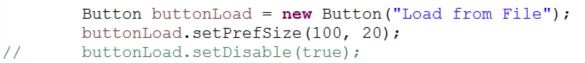 Button buttonLoad = new Button("Load from File");
buttonLoad.setPrefSize(100, 20);
//      buttonLoad.setDisable(true);